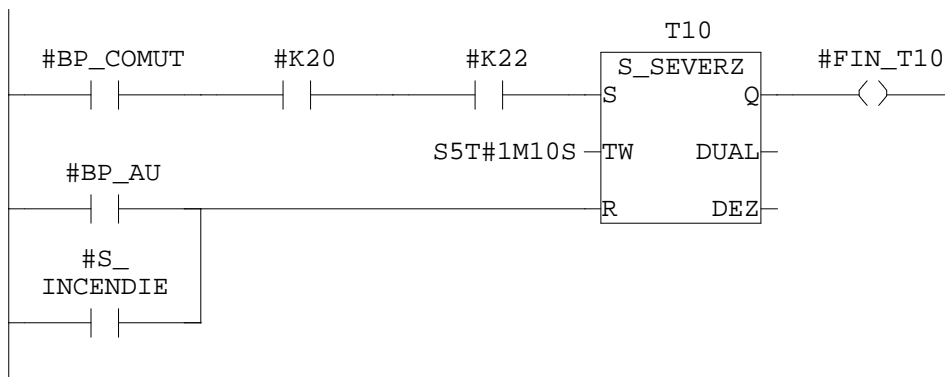 T10
#BP_COMUT #K20 #K22 S_SEVERZ #FIN_T10
S Q
S5T#1M10S TW DUAL
#BP_AU
R DEZ
#S_
INCENDIE